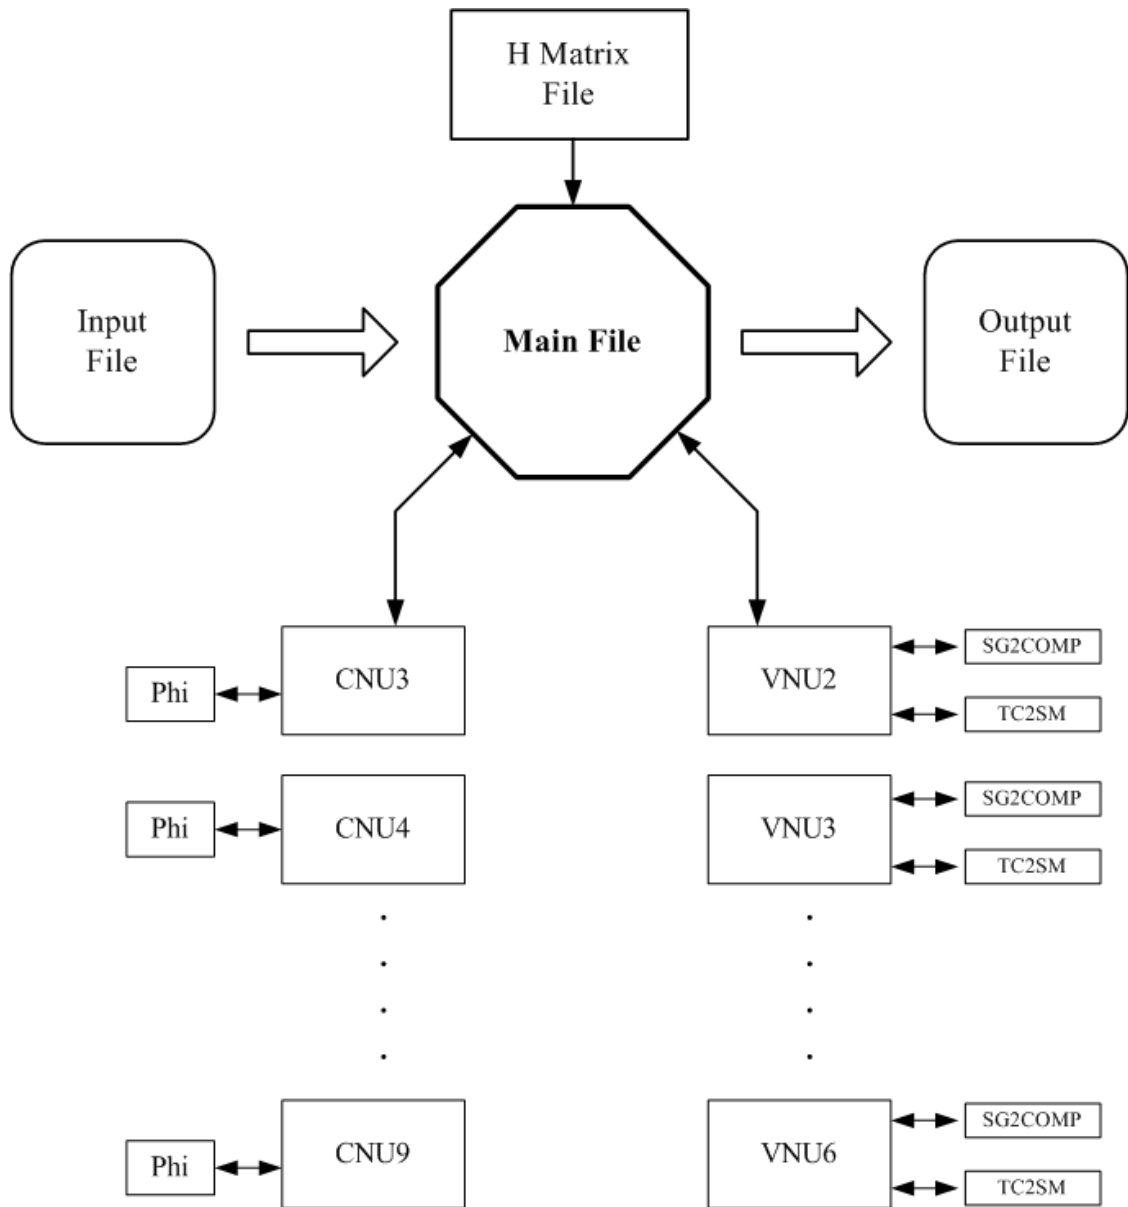 H Matrix
File
Input
File
Main File
Output
File
CNU3
Phi
VNU2
SG2COMP
TC2SM
CNU4
Phi
VNU3
SG2COMP
TC2SM
.
.
.
.
.
.
.
.
CNU9
Phi
VNU6
SG2COMP
TC2SM